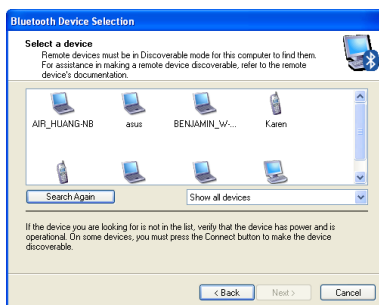 Bluetooth Device Selection
Select a device
Remote devices must be in Discoverable mode for this computer to find them.
For assistance in making a remote device discoverable, refer to the remote
device's documentation.
AIR_HUANG-NB asus BENJAMIN_W-... Karen
Search Again Show all devices
If the device you are looking for is not in the list, verify that the device has power and is
operational. On some devices, you must press the Connect button to make the device
discoverable.
< Back Next > Cancel